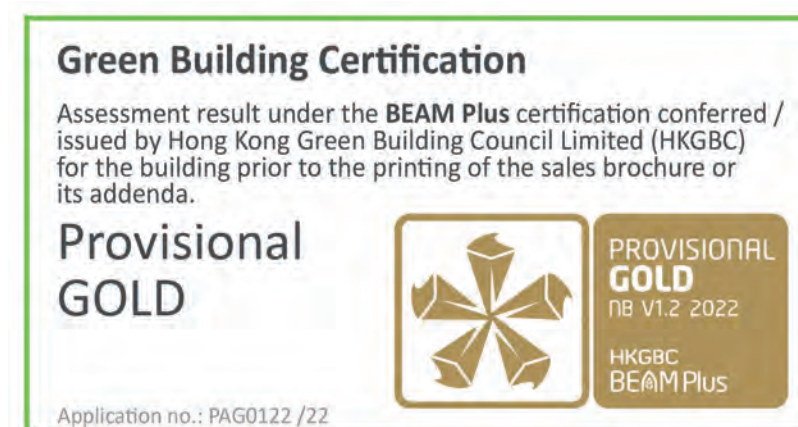 Green Building Certification
Assessment result under the BEAM Plus certification conferred /
issued by Hong Kong Green Building Council Limited (HKGBC)
for the building prior to the printing of the sales brochure or
its addenda.
Provisional
GOLD
PROVISIONAL
GOLD
NB V1.2 2022
HKGBC
BEAM Plus
Application no.: PAG0122 /22